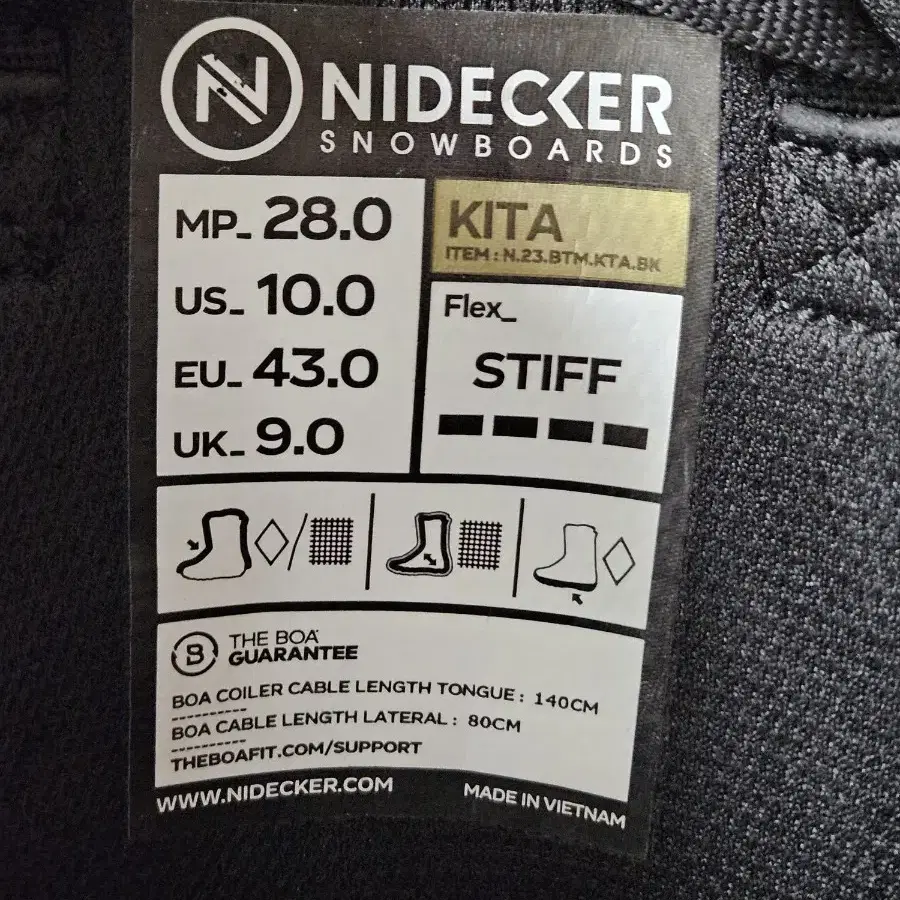 NIDECKER
SNOWBOARDS
MP_ 28.0
US_ 10.0
EU_ 43.0
UK_ 9.0
KITA
ITEM : N.23.BTM.KTA.BK
Flex_
STIFF
B THE BOA
GUARANTEE
BOA COILER CABLE LENGTH TONGUE : 140CM
----------
BOA CABLE LENGTH LATERAL : 80CM
----------
THEBOAFIT.COM/SUPPORT
WWW.NIDECKER.COM
MADE IN VIETNAM